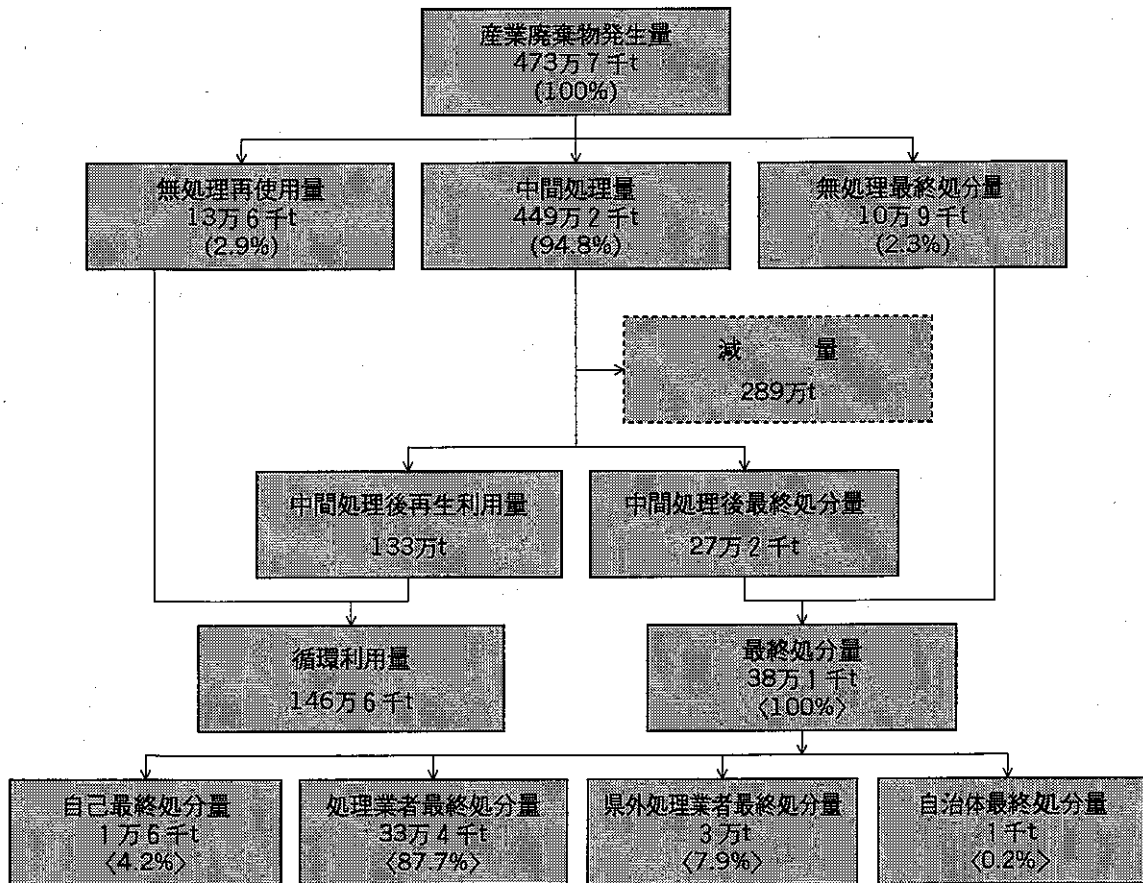 産業廃棄物発生量
473万7千t
(100%)
無処理再使用量
13万6千t
(2.9%)
中間処理量
449万2千t
(94.8%)
無処理最終処分量
10万9千t
(2.3%)
減 量
289万t
中間処理後再生利用量
133万t
中間処理後最終処分量
27万2千t
循環利用量
146万6千t
最終処分量
38万1千t
〈100%〉
自己最終処分量
1万6千t
〈4.2%〉
処理業者最終処分量
33万4千t
〈87.7%〉
県外処理業者最終処分量
3万t
〈7.9%〉
自治体最終処分量
1千t
〈0.2%〉